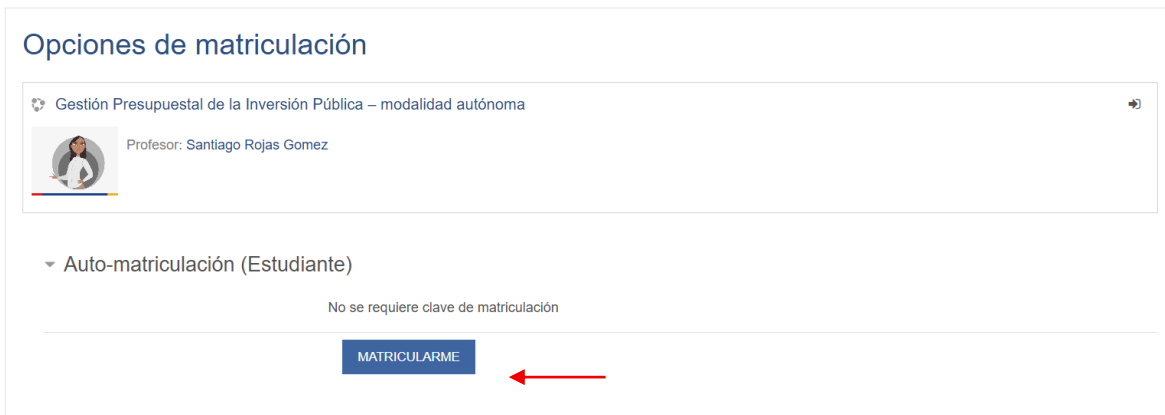 Opciones de matriculación
Gestión Presupuestal de la Inversión Pública – modalidad autónoma
Profesor: Santiago Rojas Gomez
Auto-matriculación (Estudiante)
No se requiere clave de matriculación
MATRICULARME